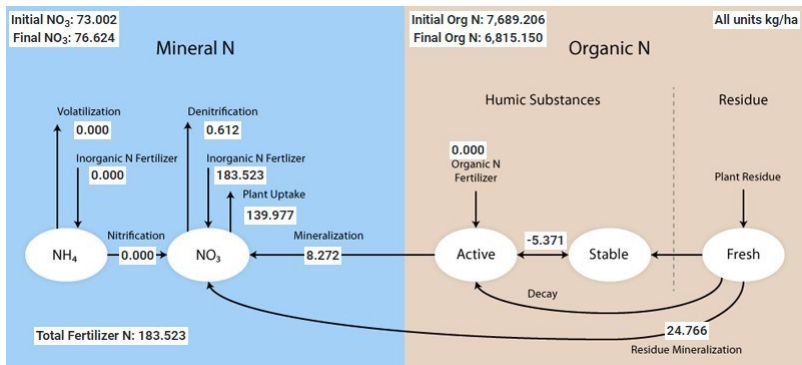 Initial NO₃: 73.002
Final NO₃: 76.624
Mineral N
Initial Org N: 7,689.206
Final Org N: 6,815.150
All units kg/ha
Organic N
Humic Substances
Residue
Volatilization
0.000
Denitrification
0.612
Inorganic N Fertilizer
0.000
Inorganic N Fertlizer
183.523
Plant Uptake
139.977
0.000
Organic N
Fertilizer
Plant Residue
Nitrification
0.000
Mineralization
8.272
-5.371
NH₄
NO₃
Active
Stable
Fresh
Decay
24.766
Residue Mineralization
Total Fertilizer N: 183.523